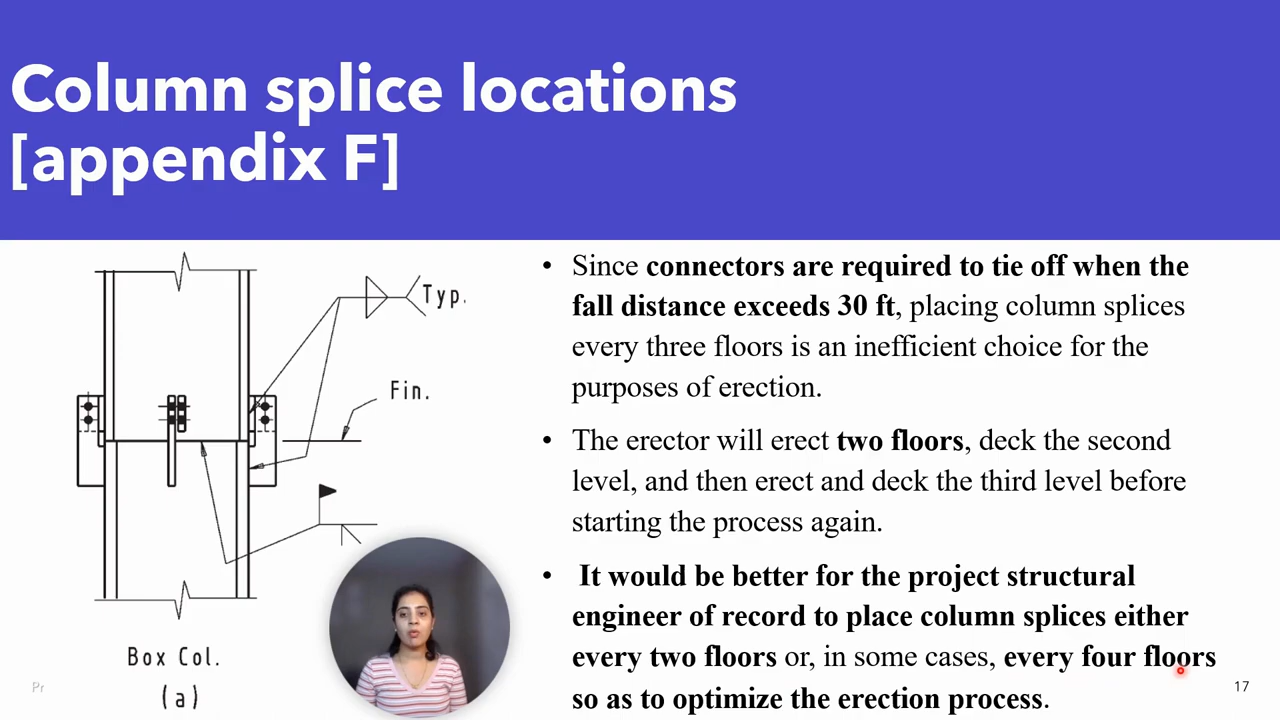 Column splice locations
[appendix F]
Typ.
Fin.
Box Col.
(a)
• Since connectors are required to tie off when the
fall distance exceeds 30 ft, placing column splices
every three floors is an inefficient choice for the
purposes of erection.
• The erector will erect two floors, deck the second
level, and then erect and deck the third level before
starting the process again.
• It would be better for the project structural
engineer of record to place column splices either
every two floors or, in some cases, every four floors
so as to optimize the erection process.
Pr
17